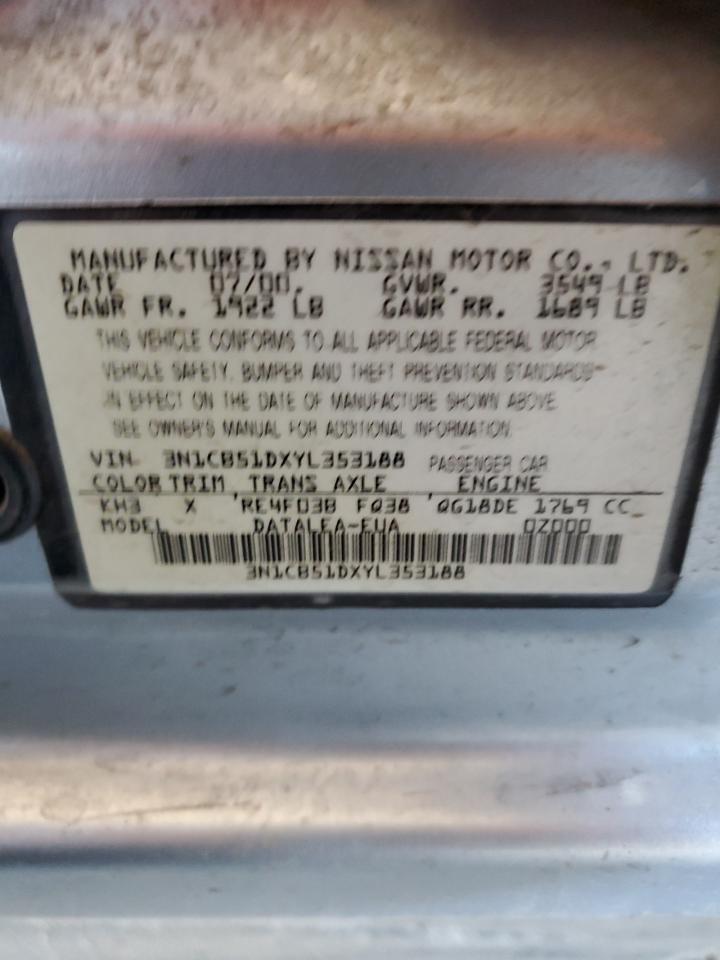 MANUFACTURED BY NISSAN MOTOR CO., LTD.
DATE 07/00. GVWR. 3549 LB
GAWR FR. 1922 LB GAWR RR. 1689 LB
THIS VEHICLE CONFORMS TO ALL APPLICABLE FEDERAL MOTOR
VEHICLE SAFETY, BUMPER AND THEFT PREVENTION STANDARDS
IN EFFECT ON THE DATE OF MANUFACTURE SHOWN ABOVE.
SEE OWNER'S MANUAL FOR ADDITIONAL INFORMATION.
VIN 3N1CB51DXYL353188 PASSENGER CAR
COLOR TRIM TRANS AXLE ENGINE
KH3 X RE4F03B FQ38 QG18DE 1769 CC
MODEL DATALEA-EUA 0Z000
3N1CB51DXYL353188